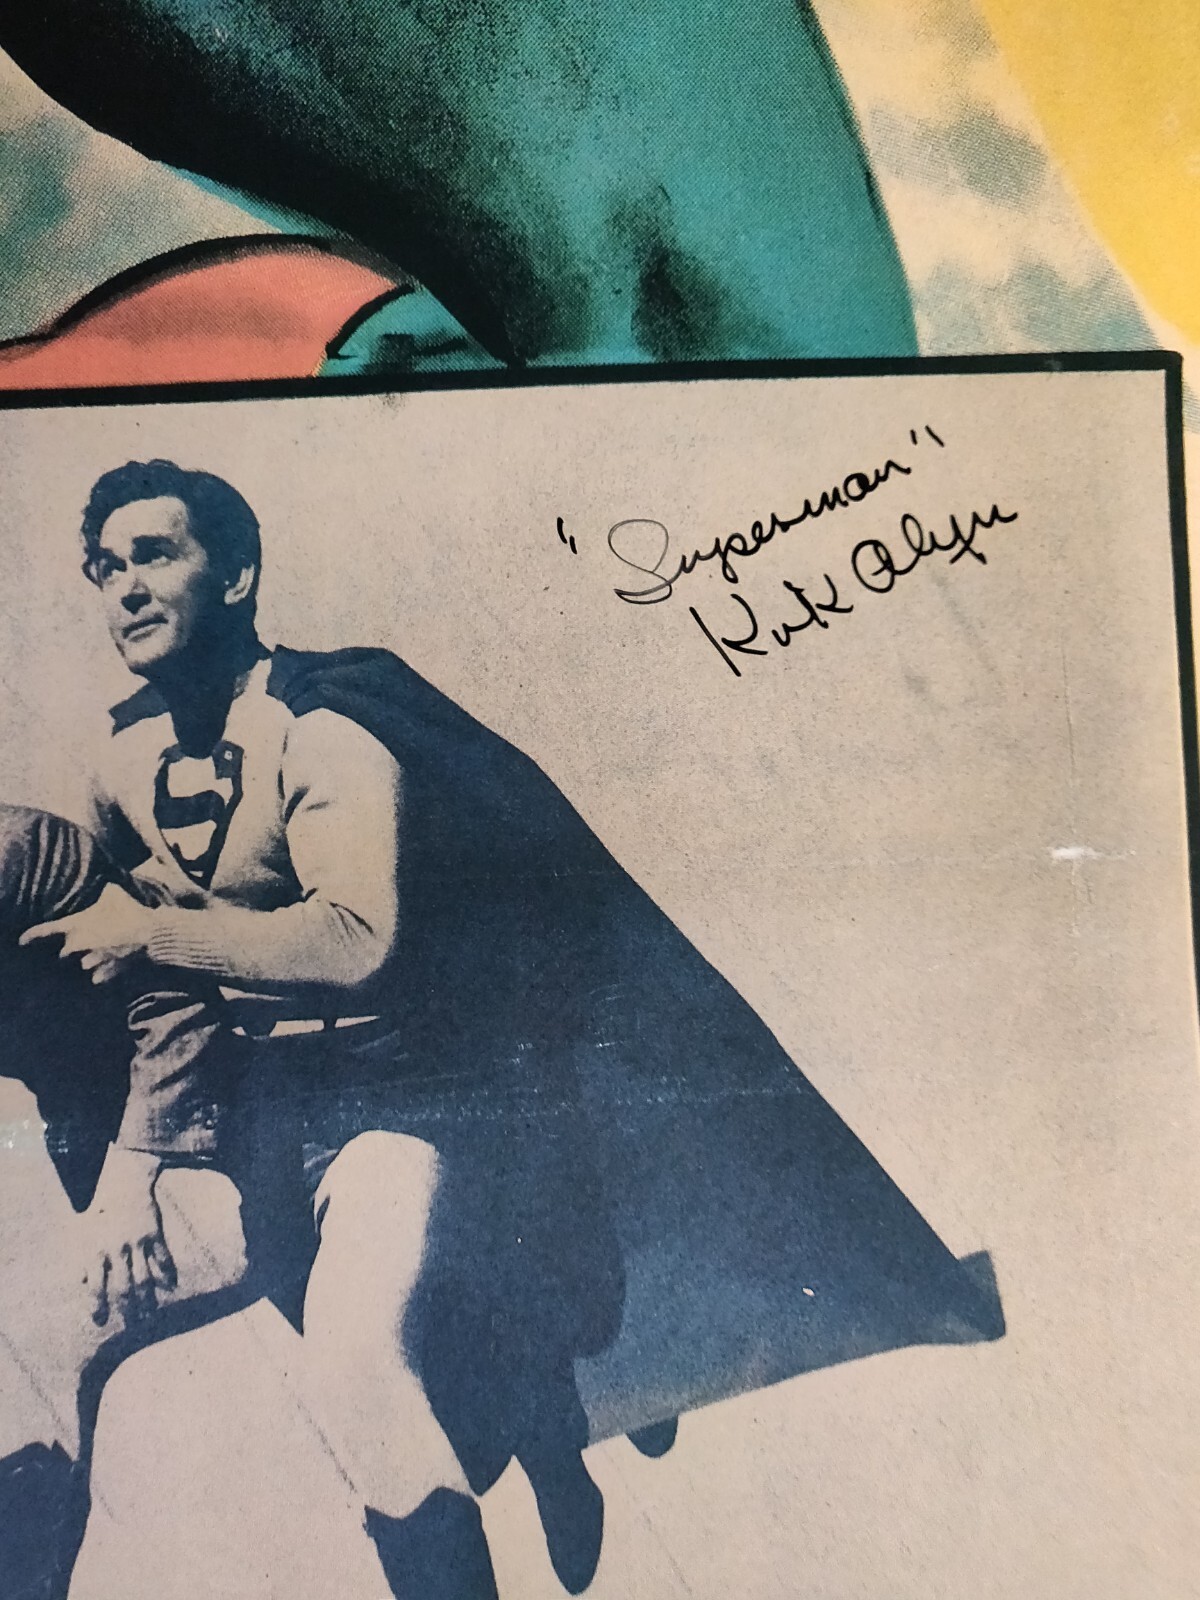 "Superman"
Kirk Alyn
S